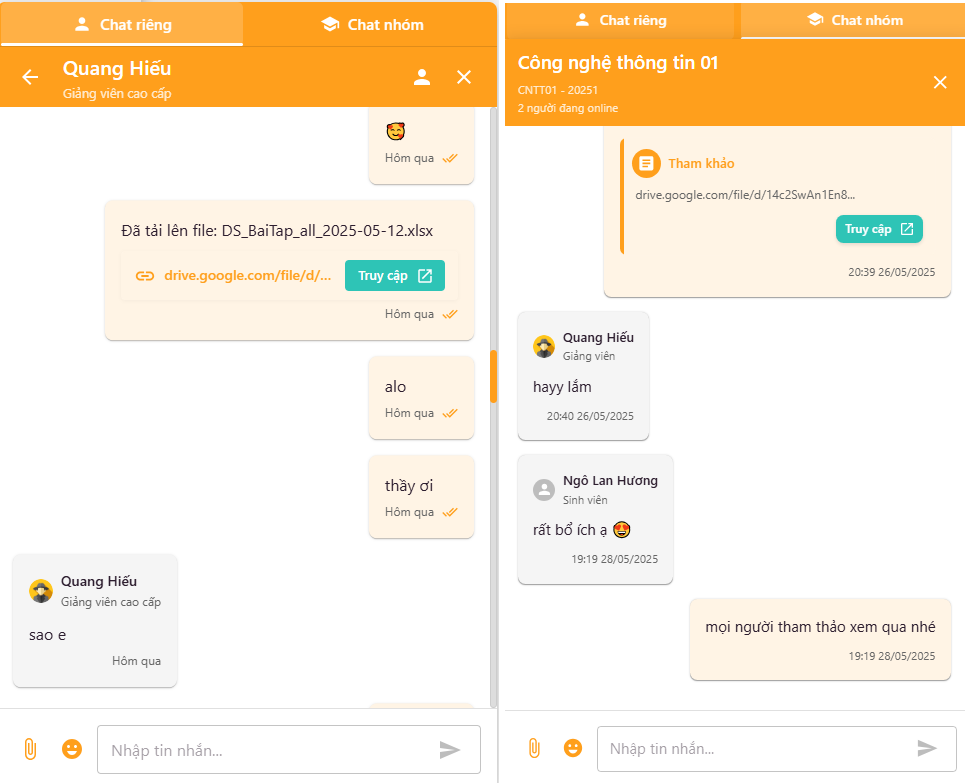 Chat riêng
Chat nhóm
Quang Hiếu
Giảng viên cao cấp
Hôm qua
Đã tải lên file: DS_BaiTap_all_2025-05-12.xlsx
drive.google.com/file/d/...
Truy cập
Hôm qua
alo
Hôm qua
thầy ơi
Hôm qua
Quang Hiếu
Giảng viên cao cấp
sao e
Hôm qua
Nhập tin nhắn...
Chat riêng
Chat nhóm
Công nghệ thông tin 01
CNTT01 - 20251
2 người đang online
Tham khảo
drive.google.com/file/d/14c2SwAn1En8...
Truy cập
20:39 26/05/2025
Quang Hiếu
Giảng viên
hayy lắm
20:40 26/05/2025
Ngô Lan Hương
Sinh viên
rất bổ ích ạ 😍
19:19 28/05/2025
mọi người tham thảo xem qua nhé
19:19 28/05/2025
Nhập tin nhắn...